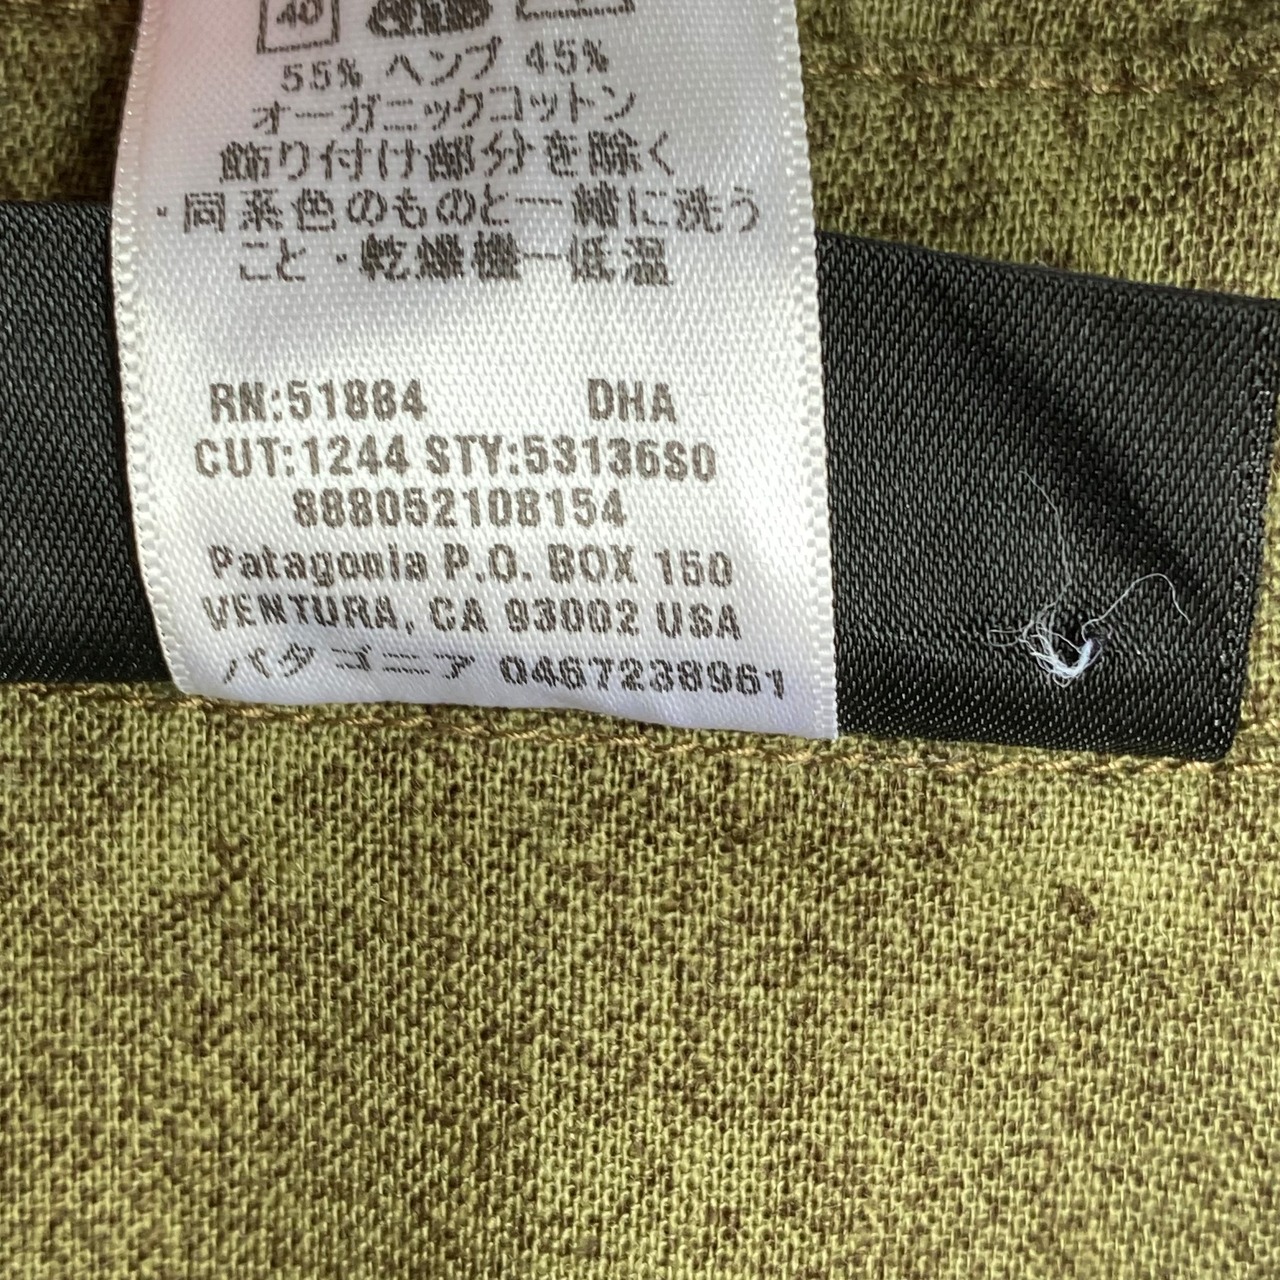 40
55% ヘンプ 45%
オーガニックコットン
飾り付け部分を除く
・同系色のものと一緒に洗う
こと・乾燥機ー低温
RN:51884 DHA
CUT:1244 STY:53136S0
888052108154
Patagonia P.O. BOX 150
VENTURA, CA 93002 USA
パタゴニア 0467238961